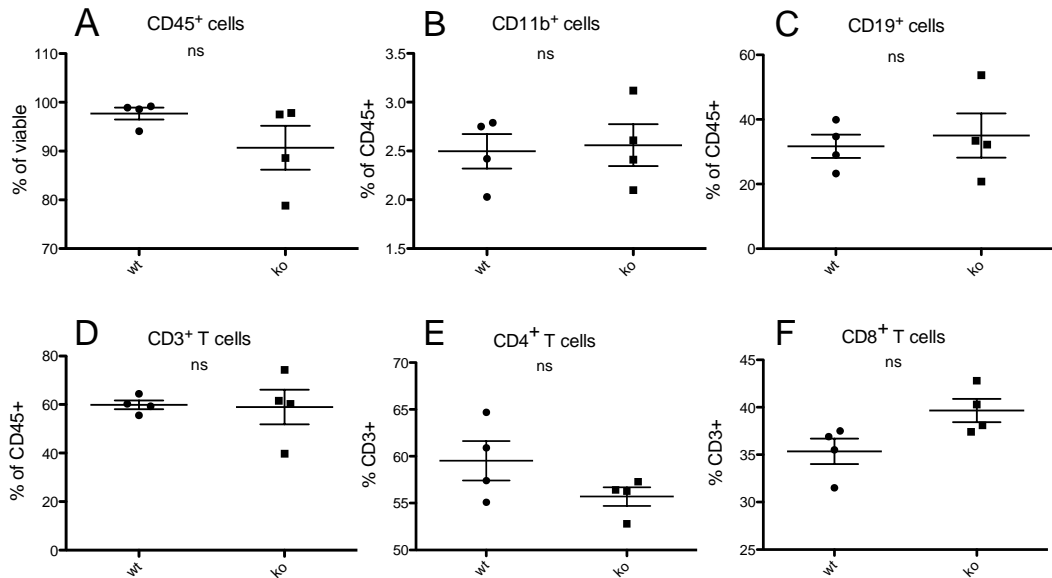 A
CD45+ cells
ns
% of viable
110
100
90
80
70
wt
ko
B
CD11b+ cells
ns
% of CD45+
3.5
3.0
2.5
2.0
1.5
wt
ko
C
CD19+ cells
ns
% of CD45+
60
40
20
0
wt
ko
D
CD3+ T cells
ns
% of CD45+
80
60
40
20
0
wt
ko
E
CD4+ T cells
ns
% CD3+
70
65
60
55
50
wt
ko
F
CD8+ T cells
ns
% CD3+
45
40
35
30
25
wt
ko